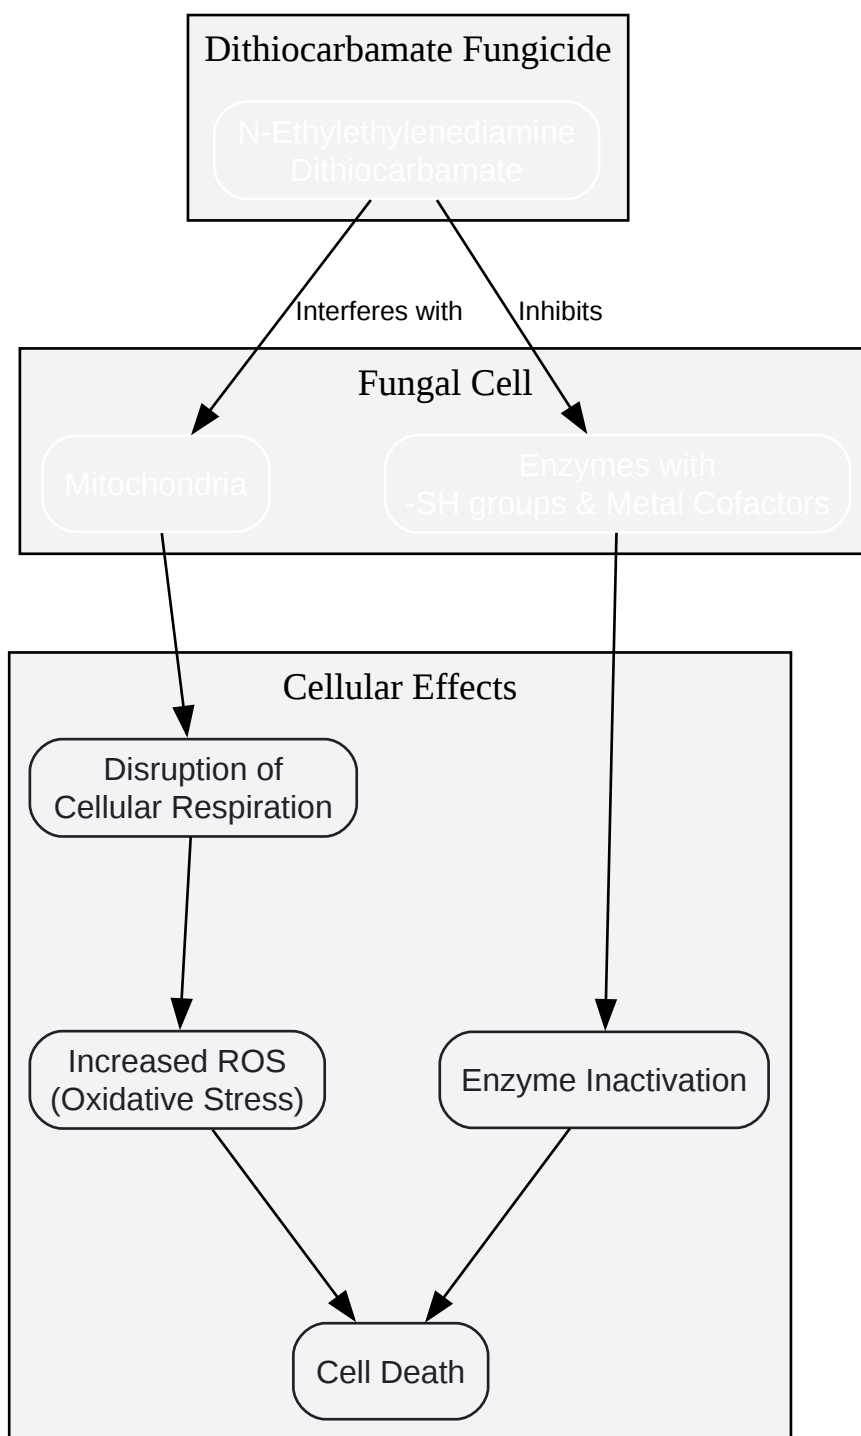 Dithiocarbamate Fungicide
N-Ethylethylenediamine
Dithiocarbamate
Interferes with
Inhibits
Fungal Cell
Mitochondria
Enzymes with
-SH groups & Metal Cofactors
Cellular Effects
Disruption of
Cellular Respiration
Increased ROS
(Oxidative Stress)
Enzyme Inactivation
Cell Death